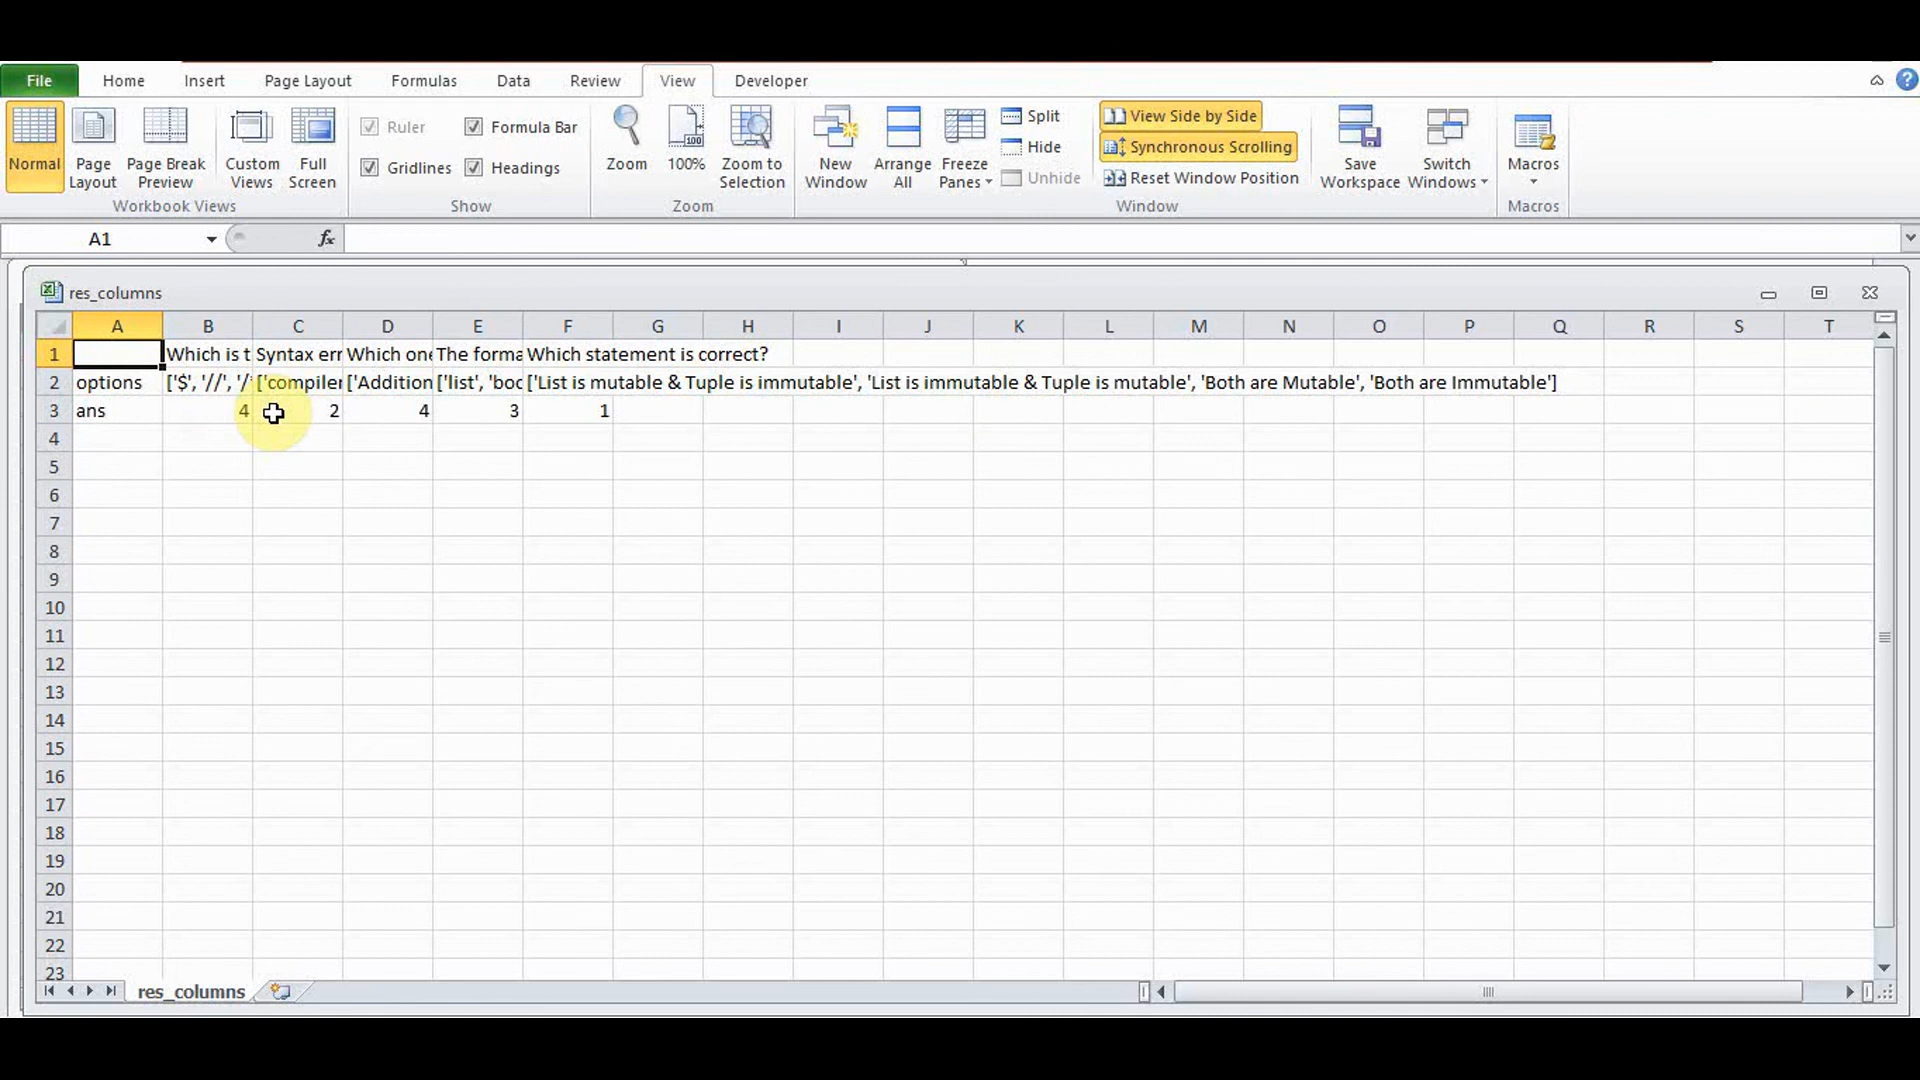 File Home Insert Page Layout Formulas Data Review View Developer
Normal Page Layout Page Break Preview Custom Views Full Screen
Workbook Views
Ruler Formula Bar
Gridlines Headings
Show
Zoom 100% Zoom to Selection
Zoom
New Window Arrange All Freeze Panes
Split
Hide
Unhide
View Side by Side
Synchronous Scrolling
Reset Window Position
Window
Save Workspace Switch Windows
Macros
Macros
A1 fx
res_columns
A B C D E F G H I J K L M N O P Q R S T
1 Which is t Syntax err Which one The forma Which statement is correct?
2 options ['$', '//', '/ ['compiler ['Addition ['list', 'boo ['List is mutable & Tuple is immutable', 'List is immutable & Tuple is mutable', 'Both are Mutable', 'Both are Immutable']
3 ans 4 2 4 3 1
4
5
6
7
8
9
10
11
12
13
14
15
16
17
18
19
20
21
22
23
res_columns